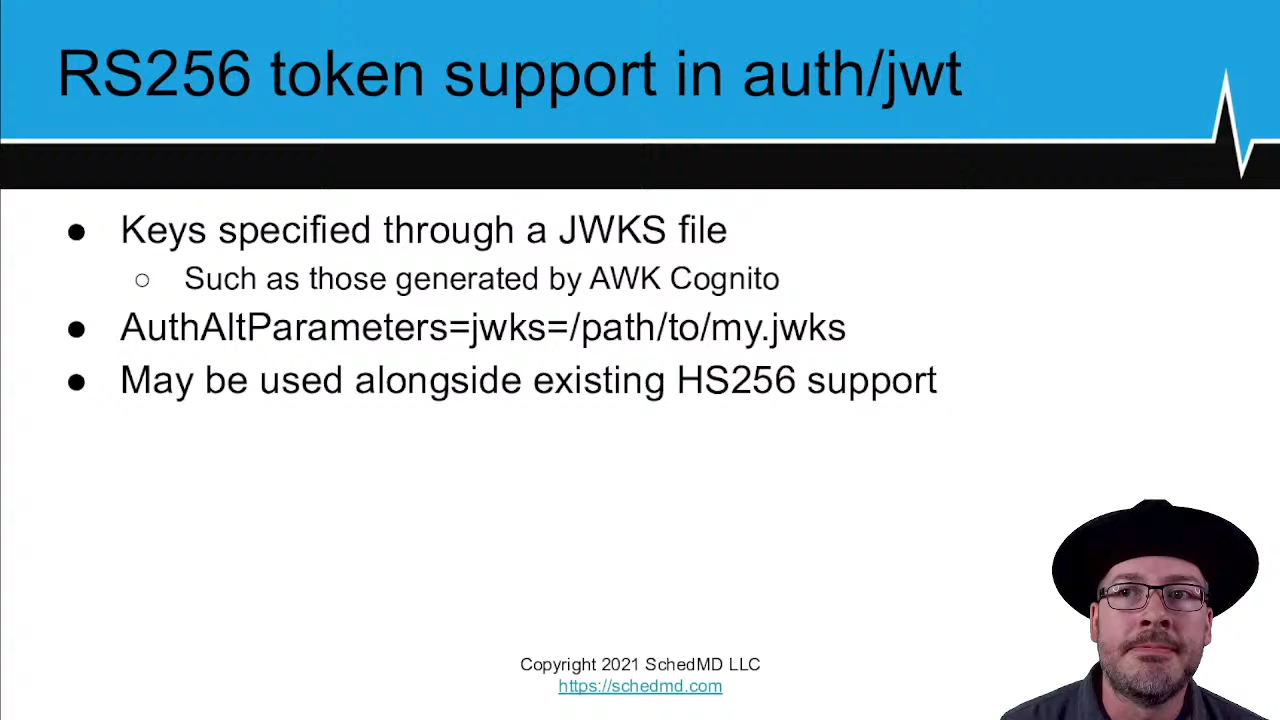 RS256 token support in auth/jwt
● Keys specified through a JWKS file
○ Such as those generated by AWK Cognito
● AuthAltParameters=jwks=/path/to/my.jwks
● May be used alongside existing HS256 support
Copyright 2021 SchedMD LLC
https://schedmd.com